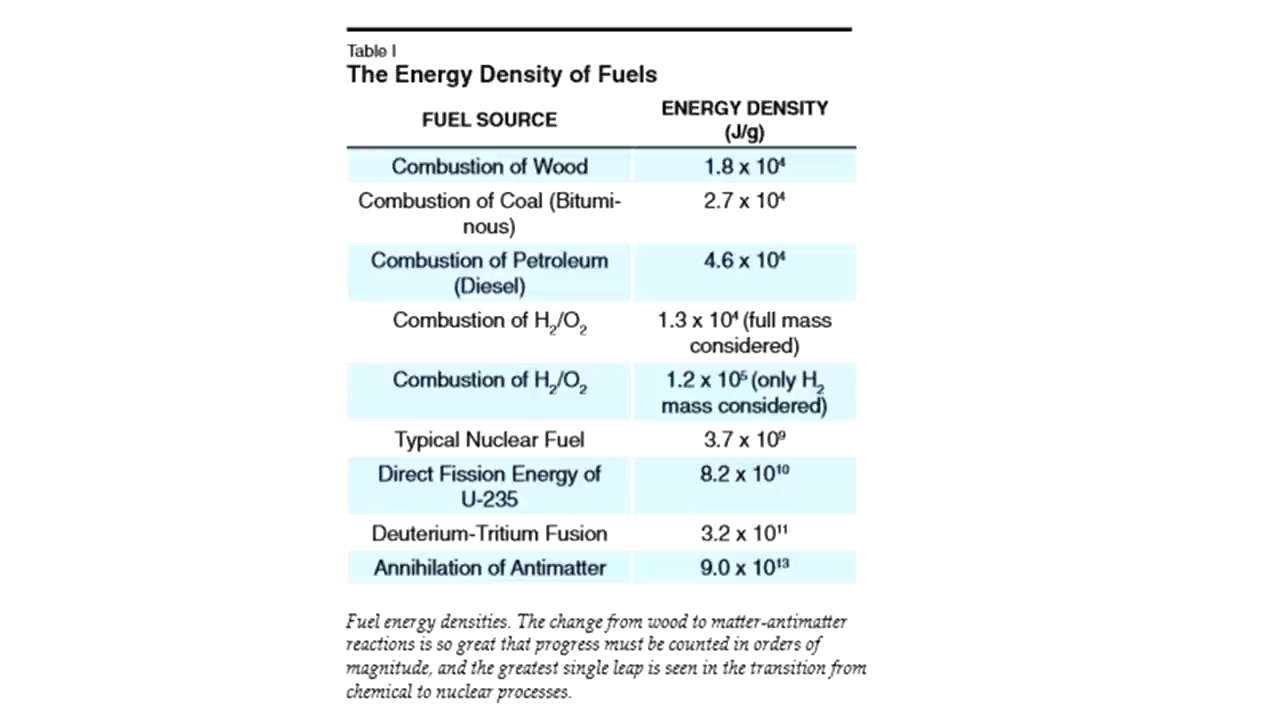 Table I
The Energy Density of Fuels
FUEL SOURCE
ENERGY DENSITY
(J/g)
Combustion of Wood
1.8 x 10⁴
Combustion of Coal (Bitumi-
nous)
2.7 x 10⁴
Combustion of Petroleum
(Diesel)
4.6 x 10⁴
Combustion of H₂/O₂
1.3 x 10⁴ (full mass
considered)
Combustion of H₂/O₂
1.2 x 10⁵ (only H₂
mass considered)
Typical Nuclear Fuel
3.7 x 10⁹
Direct Fission Energy of
U-235
8.2 x 10¹⁰
Deuterium-Tritium Fusion
3.2 x 10¹¹
Annihilation of Antimatter
9.0 x 10¹³
Fuel energy densities. The change from wood to matter-antimatter
reactions is so great that progress must be counted in orders of
magnitude, and the greatest single leap is seen in the transition from
chemical to nuclear processes.